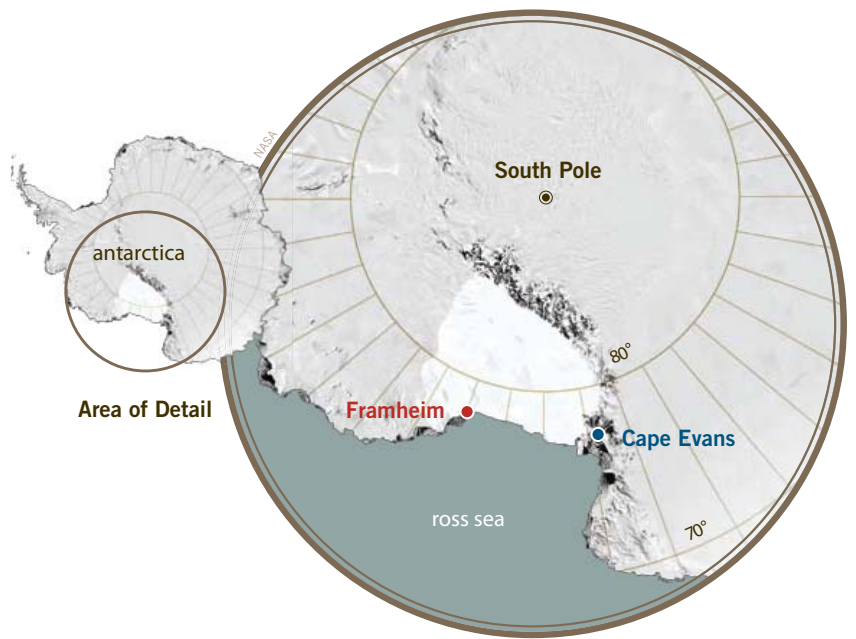 NASA
South Pole
antarctica
80°
Area of Detail
Framheim
Cape Evans
ross sea
70°